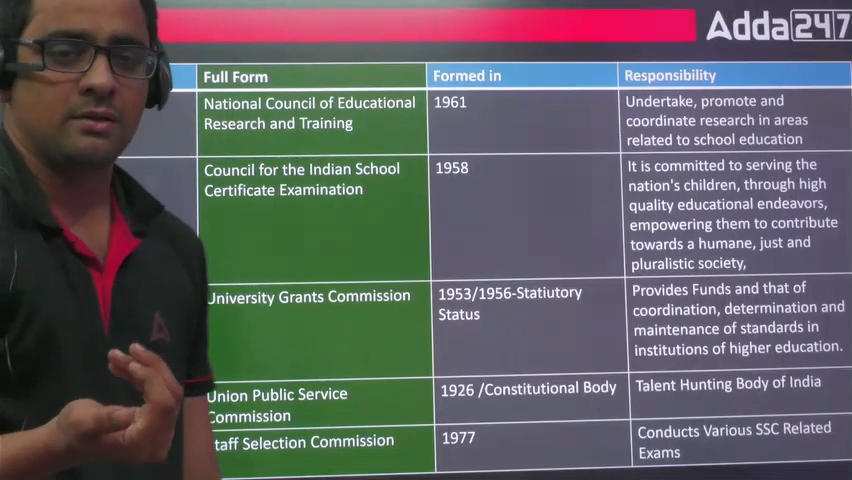 Adda247
Full Form
Formed in
Responsibility
National Council of Educational
Research and Training
1961
Undertake, promote and
coordinate research in areas
related to school education
Council for the Indian School
Certificate Examination
1958
It is committed to serving the
nation's children, through high
quality educational endeavors,
empowering them to contribute
towards a humane, just and
pluralistic society,
University Grants Commission
1953/1956-Statiutory
Status
Provides Funds and that of
coordination, determination and
maintenance of standards in
institutions of higher education.
Union Public Service
Commission
1926 /Constitutional Body
Talent Hunting Body of India
taff Selection Commission
1977
Conducts Various SSC Related
Exams